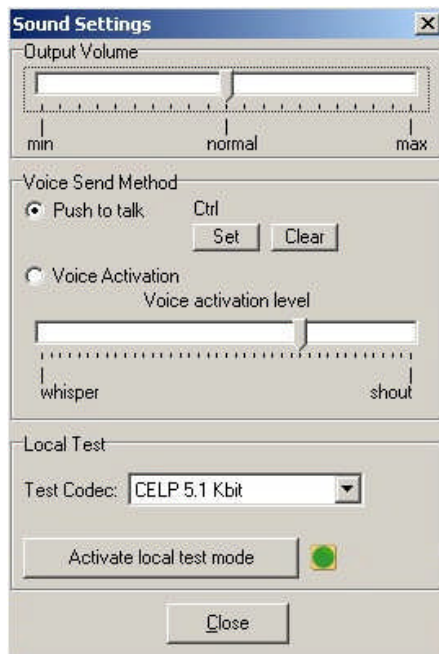 Sound Settings
Output Volume
min normal max
Voice Send Method
Push to talk Ctrl
Set Clear
Voice Activation
Voice activation level
whisper shout
Local Test
Test Codec: CELP 5.1 Kbit
Activate local test mode
Close